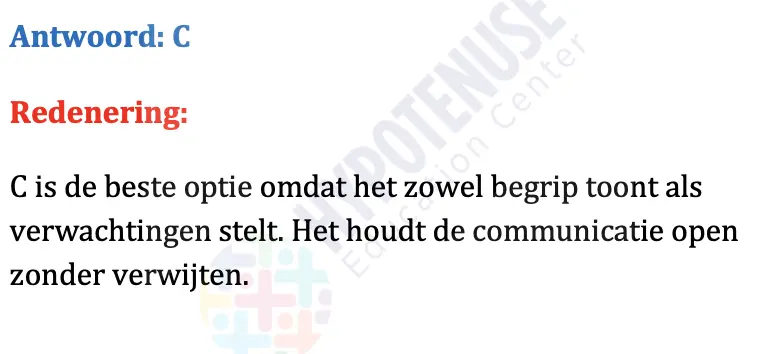 Antwoord: C
Redenering:
C is de beste optie omdat het zowel begrip toont als
verwachtingen stelt. Het houdt de communicatie open
zonder verwijten.
HYPOTENUSE
Education Center